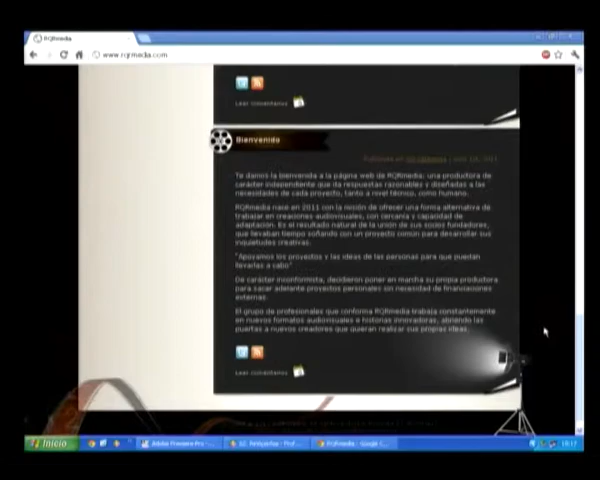 RQRmedia
www.rqrmedia.com
Leer comentarios
Bienvenido
Te damos la bienvenida a la página web de RQRmedia: una productora de
carácter independiente que da respuestas razonables y diseñadas a las
necesidades de cada proyecto, tanto a nivel técnico, como humano.
RQRmedia nace en 2011 con la misión de ofrecer una forma alternativa de
trabajar en creaciones audiovisuales, con cercanía y capacidad de
adaptación. Es el resultado natural de la unión de sus socios fundadores,
que llevaban tiempo soñando con un proyecto común para desarrollar sus
inquietudes creativas.
"Apoyamos los proyectos y las ideas de las personas para que puedan
llevarlas a cabo"
De carácter inconformista, decidieron poner en marcha su propia productora
para sacar adelante proyectos personales sin necesidad de financiaciones
externas.
El grupo de profesionales que conforma RQRmedia trabaja constantemente
en nuevos formatos audiovisuales e historias innovadoras, abriendo las
puertas a nuevos creadores que quieran realizar sus propias ideas.
Leer comentarios
Inicio
Adobe Premiere Pro -...
RQRmedia - Google C...